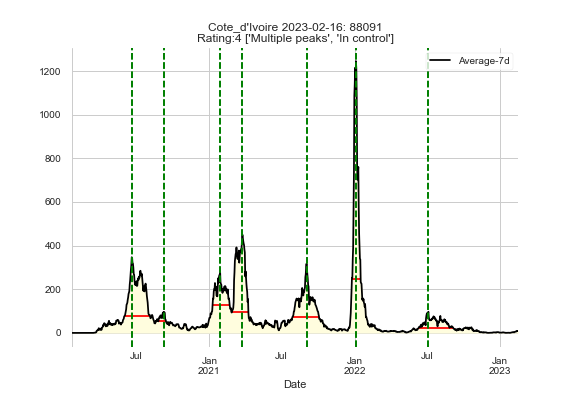 Cote_d'Ivoire 2023-02-16: 88091
Rating:4 ['Multiple peaks', 'In control']
Average-7d
1200
1000
800
600
400
200
0
Jul
Jan
2021
Jul
Jan
2022
Jul
Jan
2023
Date